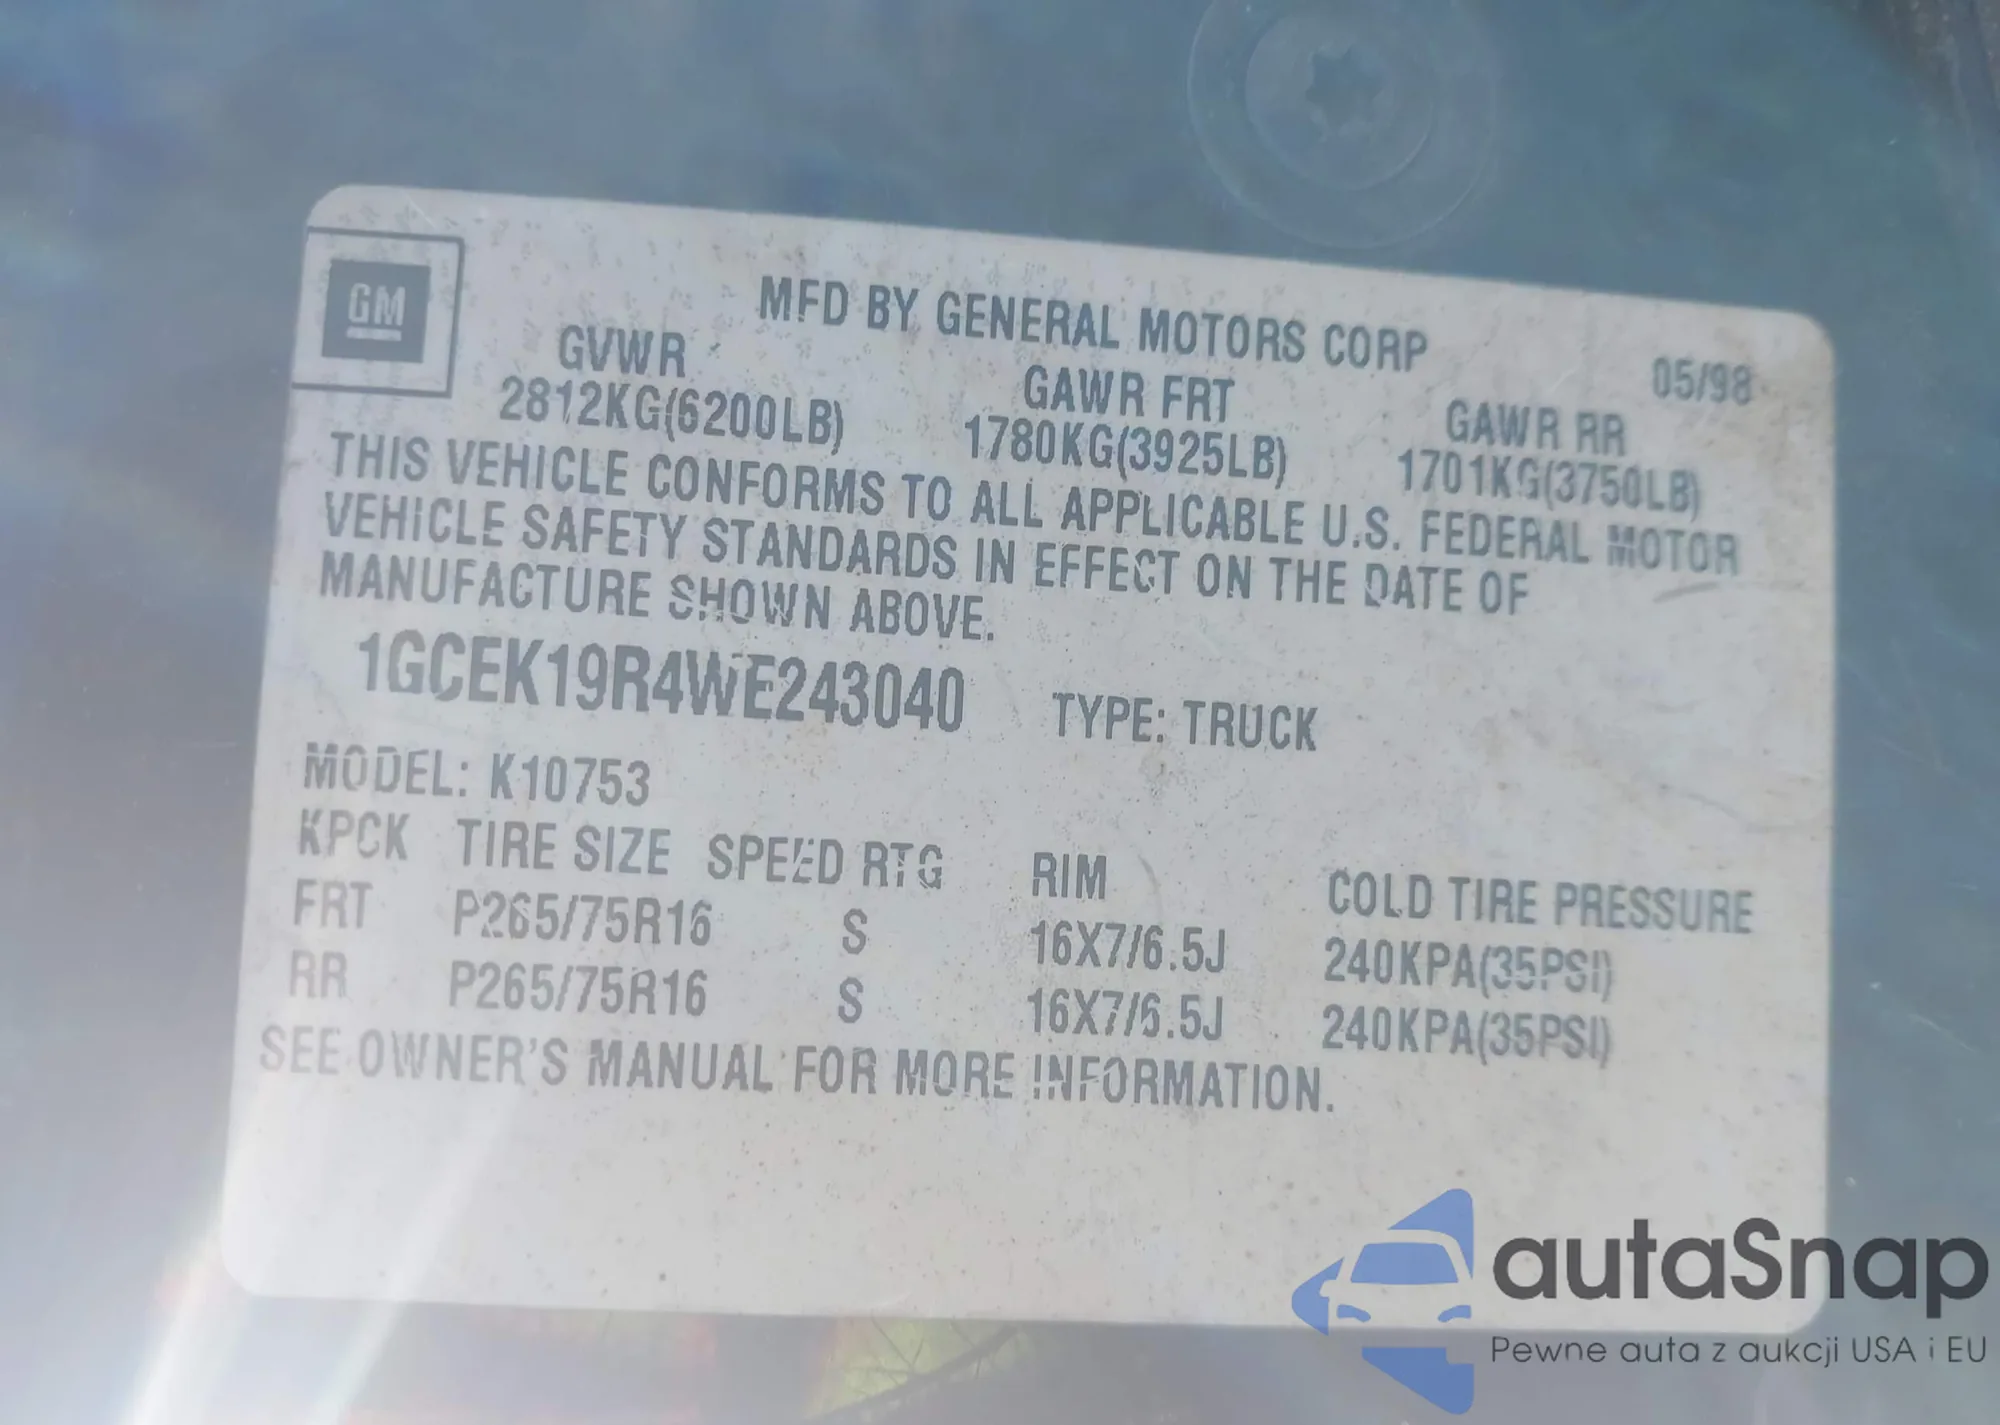 GM
MFD BY GENERAL MOTORS CORP 05/98
GVWR GAWR FRT GAWR RR
2812KG(6200LB) 1780KG(3925LB) 1701KG(3750LB)
THIS VEHICLE CONFORMS TO ALL APPLICABLE U.S. FEDERAL MOTOR
VEHICLE SAFETY STANDARDS IN EFFECT ON THE DATE OF
MANUFACTURE SHOWN ABOVE.
1GCEK19R4WE243040 TYPE: TRUCK
MODEL: K10753
KPCK TIRE SIZE SPEED RTG RIM COLD TIRE PRESSURE
FRT P265/75R16 S 16X7/6.5J 240KPA(35PSI)
RR P265/75R16 S 16X7/6.5J 240KPA(35PSI)
SEE OWNER'S MANUAL FOR MORE INFORMATION.
autaSnap
Pewne auta z aukcji USA i EU